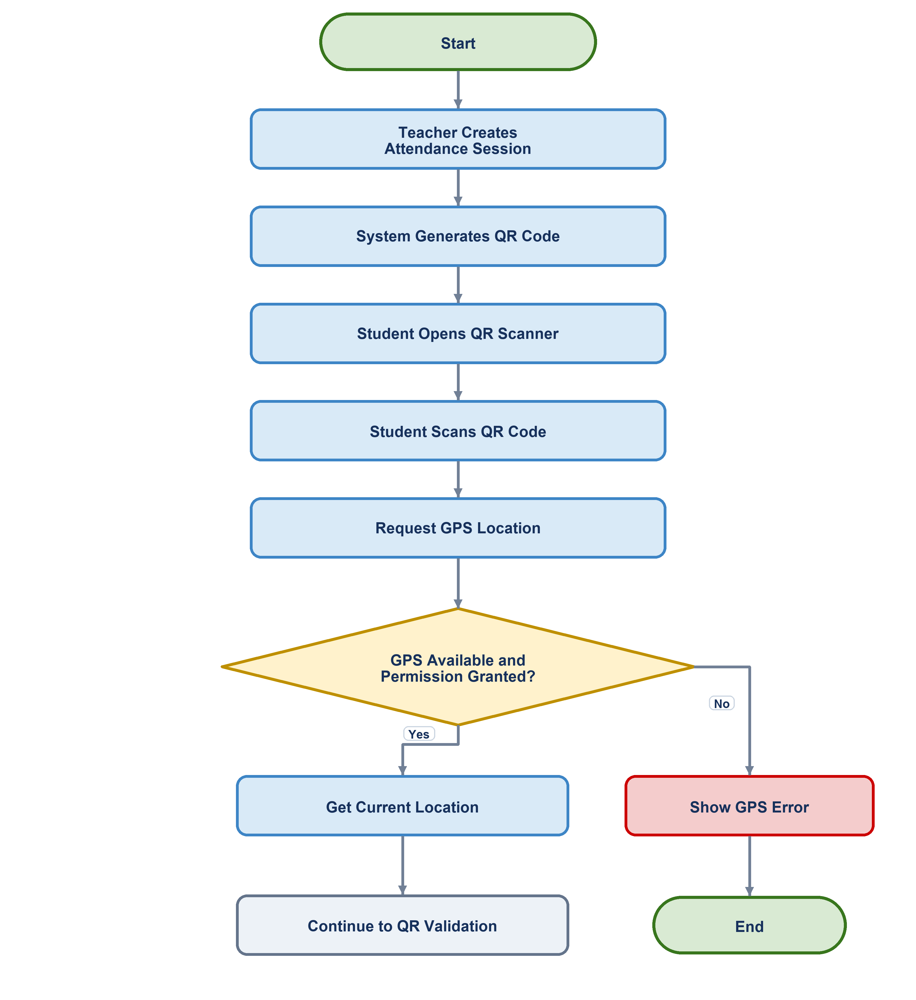 Start
Teacher Creates
Attendance Session
System Generates QR Code
Student Opens QR Scanner
Student Scans QR Code
Request GPS Location
GPS Available and
Permission Granted?
No
Yes
Get Current Location
Show GPS Error
Continue to QR Validation
End